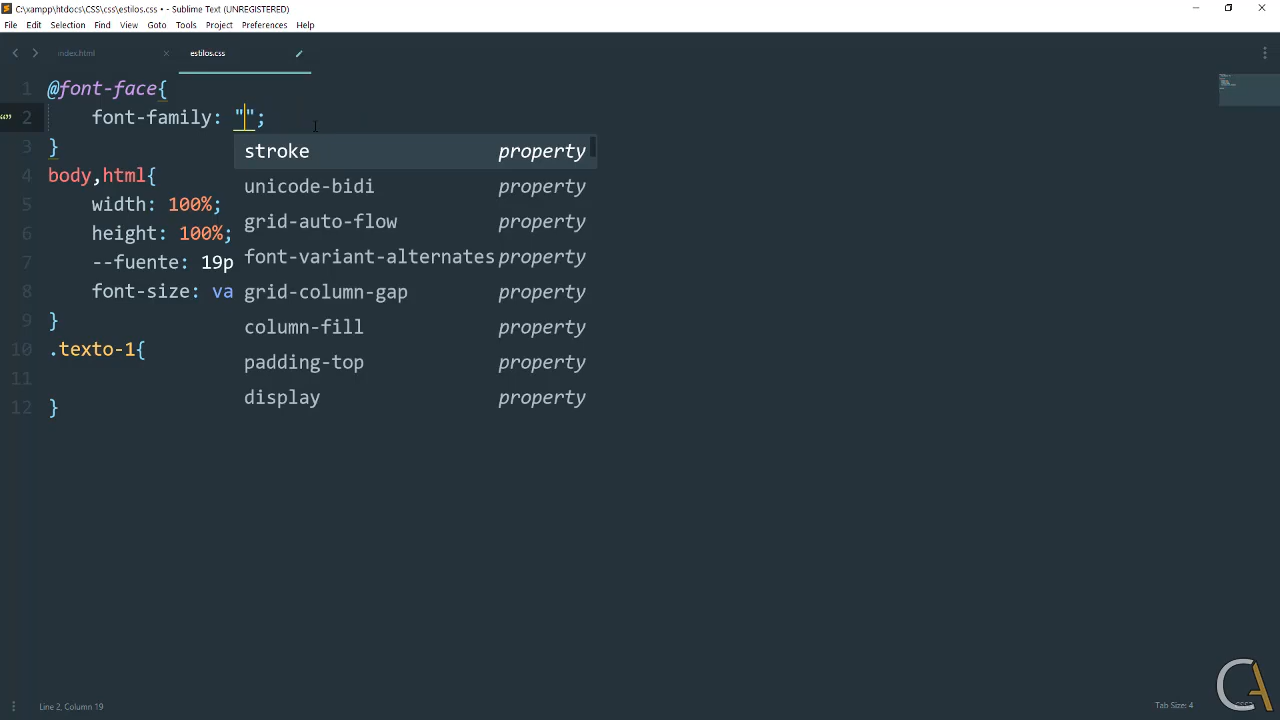 C:\xampp\htdocs\CSS\css\estilos.css • - Sublime Text (UNREGISTERED)
File Edit Selection Find View Goto Tools Project Preferences Help
index.html estilos.css
1 @font-face{
2 font-family: "";
3 }
4 body,html{
5 width: 100%;
6 height: 100%;
7 --fuente: 19p
8 font-size: va
9 }
10 .texto-1{
11
12 }
stroke property
unicode-bidi property
grid-auto-flow property
font-variant-alternates property
grid-column-gap property
column-fill property
padding-top property
display property
Line 2, Column 19
Tab Size: 4
CA